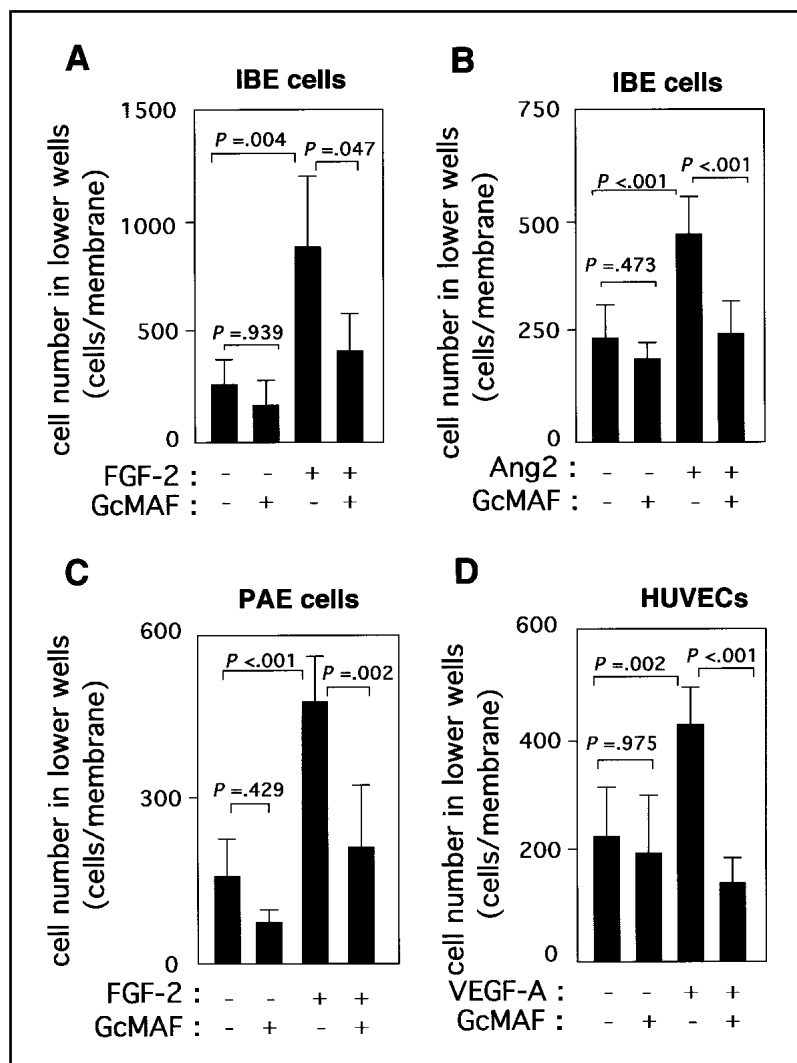 A
IBE cells
cell number in lower wells
(cells/membrane)
1500
1000
500
0
P =.004
P =.047
P =.939
FGF-2 : - - + +
GcMAF : - + - +
B
IBE cells
cell number in lower wells
(cells/membrane)
750
500
250
0
P <.001
P <.001
P =.473
Ang2 : - - + +
GcMAF : - + - +
C
PAE cells
cell number in lower wells
(cells/membrane)
600
300
0
P <.001
P =.002
P =.429
FGF-2 : - - + +
GcMAF : - + - +
D
HUVECs
cell number in lower wells
(cells/membrane)
600
400
200
0
P =.002
P <.001
P =.975
VEGF-A : - - + +
GcMAF : - + - +